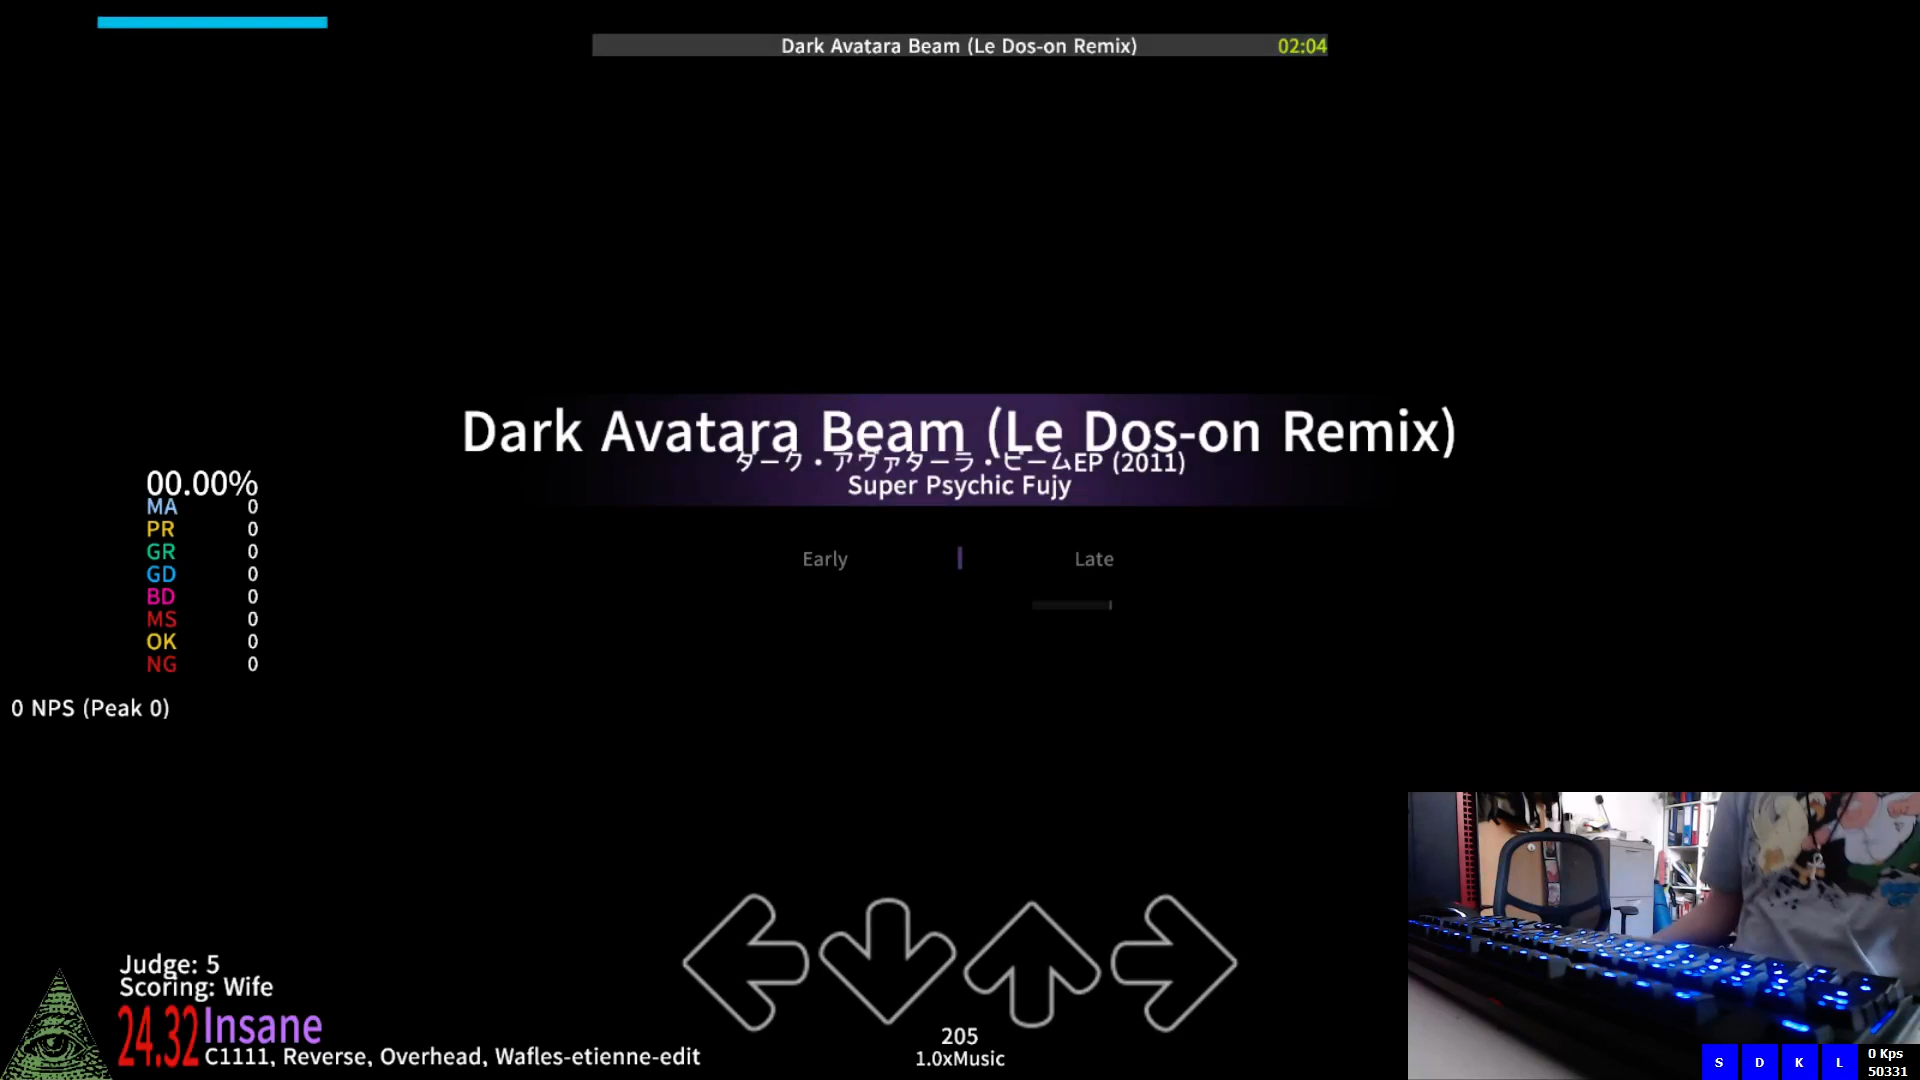 Dark Avatara Beam (Le Dos-on Remix) 02:04
Dark Avatara Beam (Le Dos-on Remix)
ダーク・アヴァターラ・ビームEP (2011)
Super Psychic Fujy
Early Late
00.00%
MA 0
PR 0
GR 0
GD 0
BD 0
MS 0
OK 0
NG 0
0 NPS (Peak 0)
Judge: 5
Scoring: Wife
24.32 Insane
C1111, Reverse, Overhead, Wafles-etienne-edit
205
1.0xMusic
S D K L
0 Kps
50331